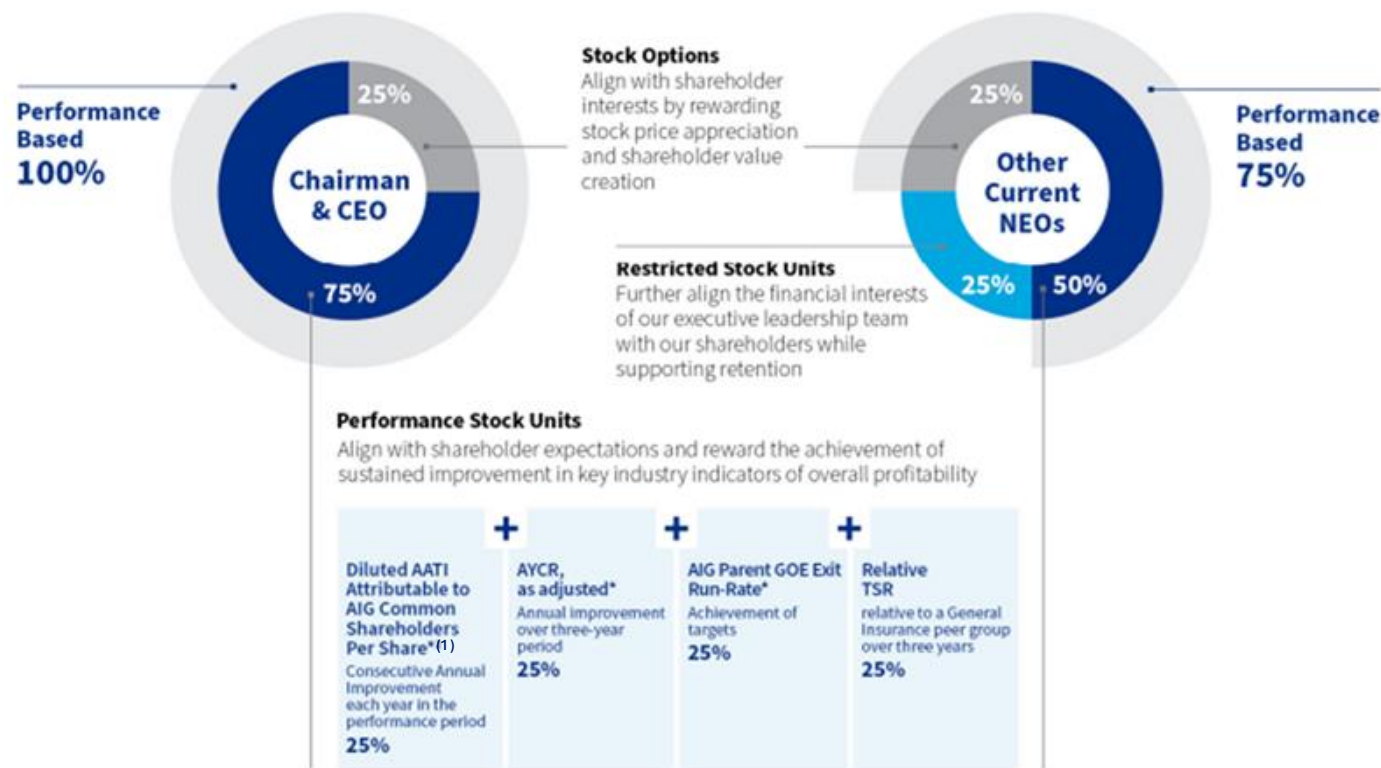 Performance
Based
100%
25%
Chairman
& CEO
75%
Stock Options
Align with shareholder
interests by rewarding
stock price appreciation
and shareholder value
creation
25%
Other
Current
NEOs
25%
50%
Performance
Based
75%
Restricted Stock Units
Further align the financial interests
of our executive leadership team
with our shareholders while
supporting retention
Performance Stock Units
Align with shareholder expectations and reward the achievement of
sustained improvement in key industry indicators of overall profitability
+
+
+
Diluted AATI
Attributable to
AIG Common
Shareholders
Per Share*(1)
Consecutive Annual
Improvement
each year in the
performance period
25%
AYCR,
as adjusted*
Annual improvement
over three-year
period
25%
AIG Parent GOE Exit
Run-Rate*
Achievement of
targets
25%
Relative
TSR
relative to a General
Insurance peer group
over three years
25%